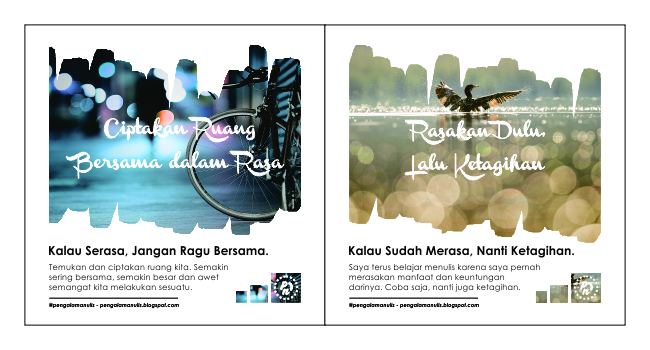 Ciptakan Ruang
Bersama dalam Rasa
Kalau Serasa, Jangan Ragu Bersama.
Temukan dan ciptakan ruang kita. Semakin
sering bersama, semakin besar dan awet
semangat kita melakukan sesuatu.
#pengalamanulis - pengalamanulis.blogspot.com
Rasakan Dulu,
Lalu Ketagihan
Kalau Sudah Merasa, Nanti Ketagihan.
Saya terus belajar menulis karena saya pernah
merasakan manfaat dan keuntungan
darinya. Coba saja, nanti juga ketagihan.
#pengalamanulis - pengalamanulis.blogspot.com